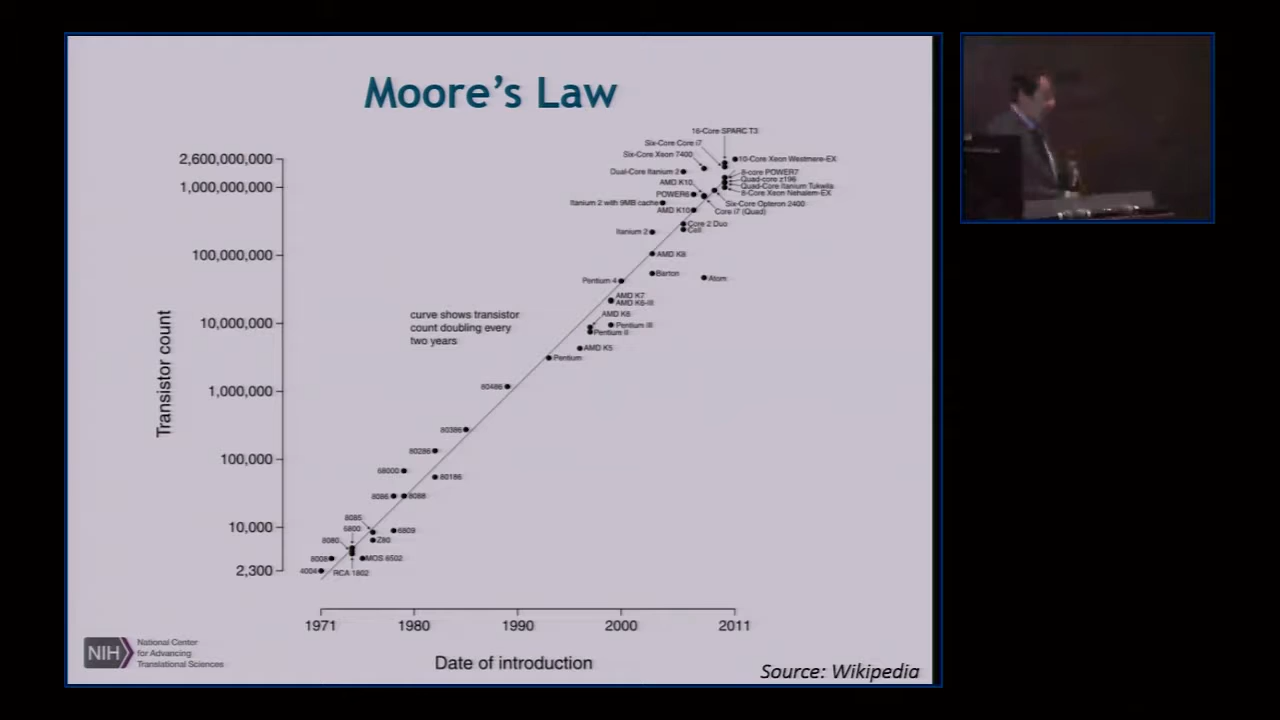 Moore's Law
16-Core SPARC T3
Six-Core Core i7
Six-Core Xeon 7400
10-Core Xeon Westmere-EX
Dual-Core Itanium 2
8-core POWER7
Quad-core z196
Quad-Core Itanium Tukwila
8-Core Xeon Nehalem-EX
AMD K10
POWER6
Itanium 2 with 9MB cache
AMD K10
Six-Core Opteron 2400
Core i7 (Quad)
Core 2 Duo
Cell
Itanium 2
AMD K8
Barton
Atom
Pentium 4
AMD K7
AMD K6-III
AMD K6
Pentium III
Pentium II
AMD K5
Pentium
80486
80386
80286
68000
80186
8086
8088
8085
6800
6809
8080
Z80
8008
MOS 6502
4004
RCA 1802
2,600,000,000
1,000,000,000
100,000,000
10,000,000
1,000,000
100,000
10,000
2,300
Transistor count
curve shows transistor
count doubling every
two years
1971
1980
1990
2000
2011
Date of introduction
NIH
National Center
for Advancing
Translational Sciences
Source: Wikipedia